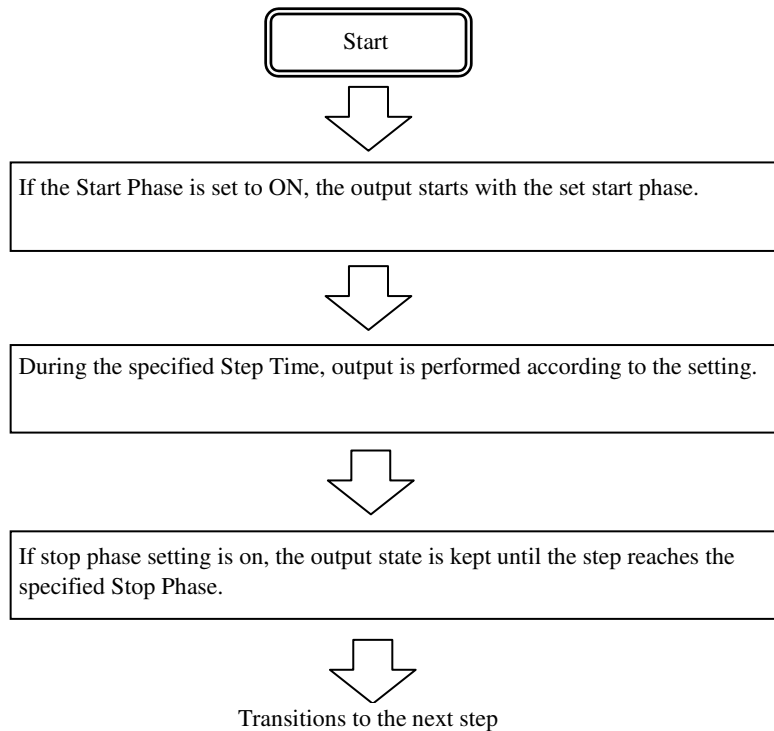 Start
If the Start Phase is set to ON, the output starts with the set start phase.
During the specified Step Time, output is performed according to the setting.
If stop phase setting is on, the output state is kept until the step reaches the
specified Stop Phase.
Transitions to the next step